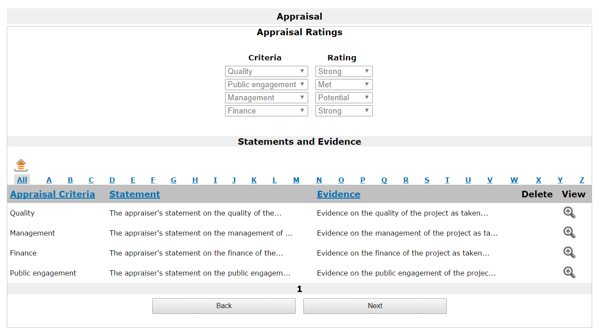 Appraisal
Appraisal Ratings
Criteria Rating
Quality Strong
Public engagement Met
Management Potential
Finance Strong
Statements and Evidence
All A B C D E F G H I J K L M N O P Q R S T U V W X Y Z
Appraisal Criteria Statement Evidence Delete View
Quality The appraiser's statement on the quality of the... Evidence on the quality of the project as taken...
Management The appraiser's statement on the management of ... Evidence on the management of the project as ta...
Finance The appraiser's statement on the finance of the... Evidence on the finance of the project as taken...
Public engagement The appraiser's statement on the public engagem... Evidence on the public engagement of the projec...
1
Back Next